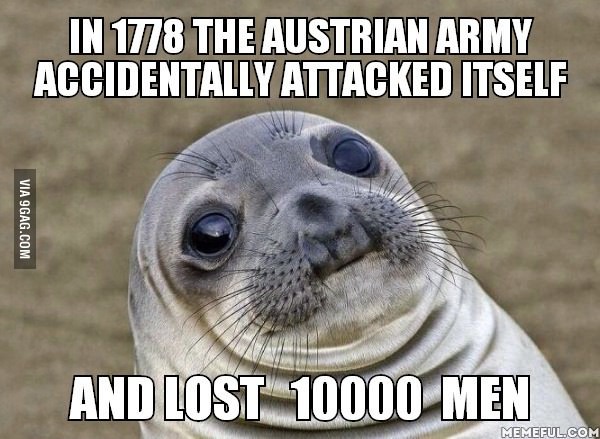 IN 1778 THE AUSTRIAN ARMY
ACCIDENTALLY ATTACKED ITSELF
VIA 9GAG.COM
AND LOST 10000 MEN
MEMEFUL.COM